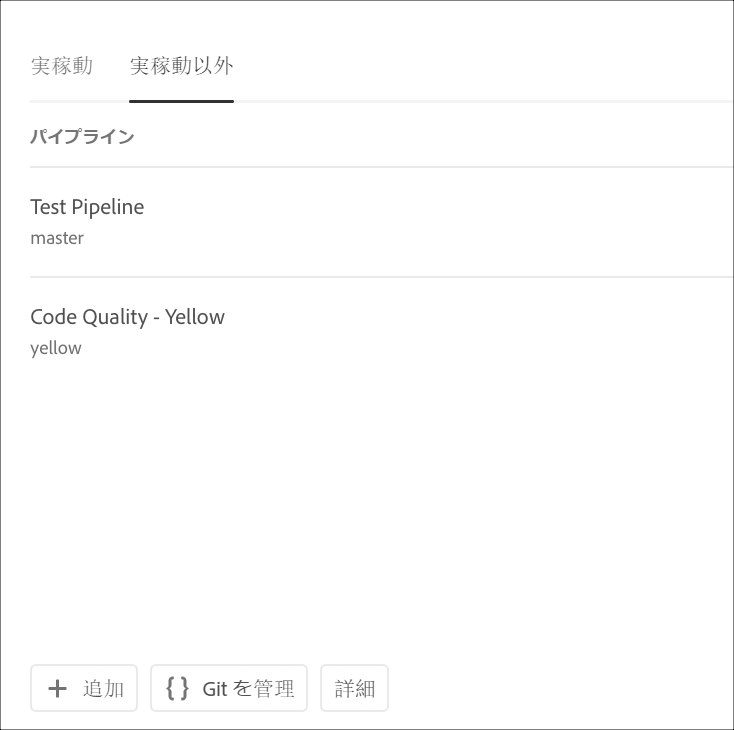 実稼動 実稼動以外
パイプライン
Test Pipeline
master
Code Quality - Yellow
yellow
追加 Git を管理 詳細